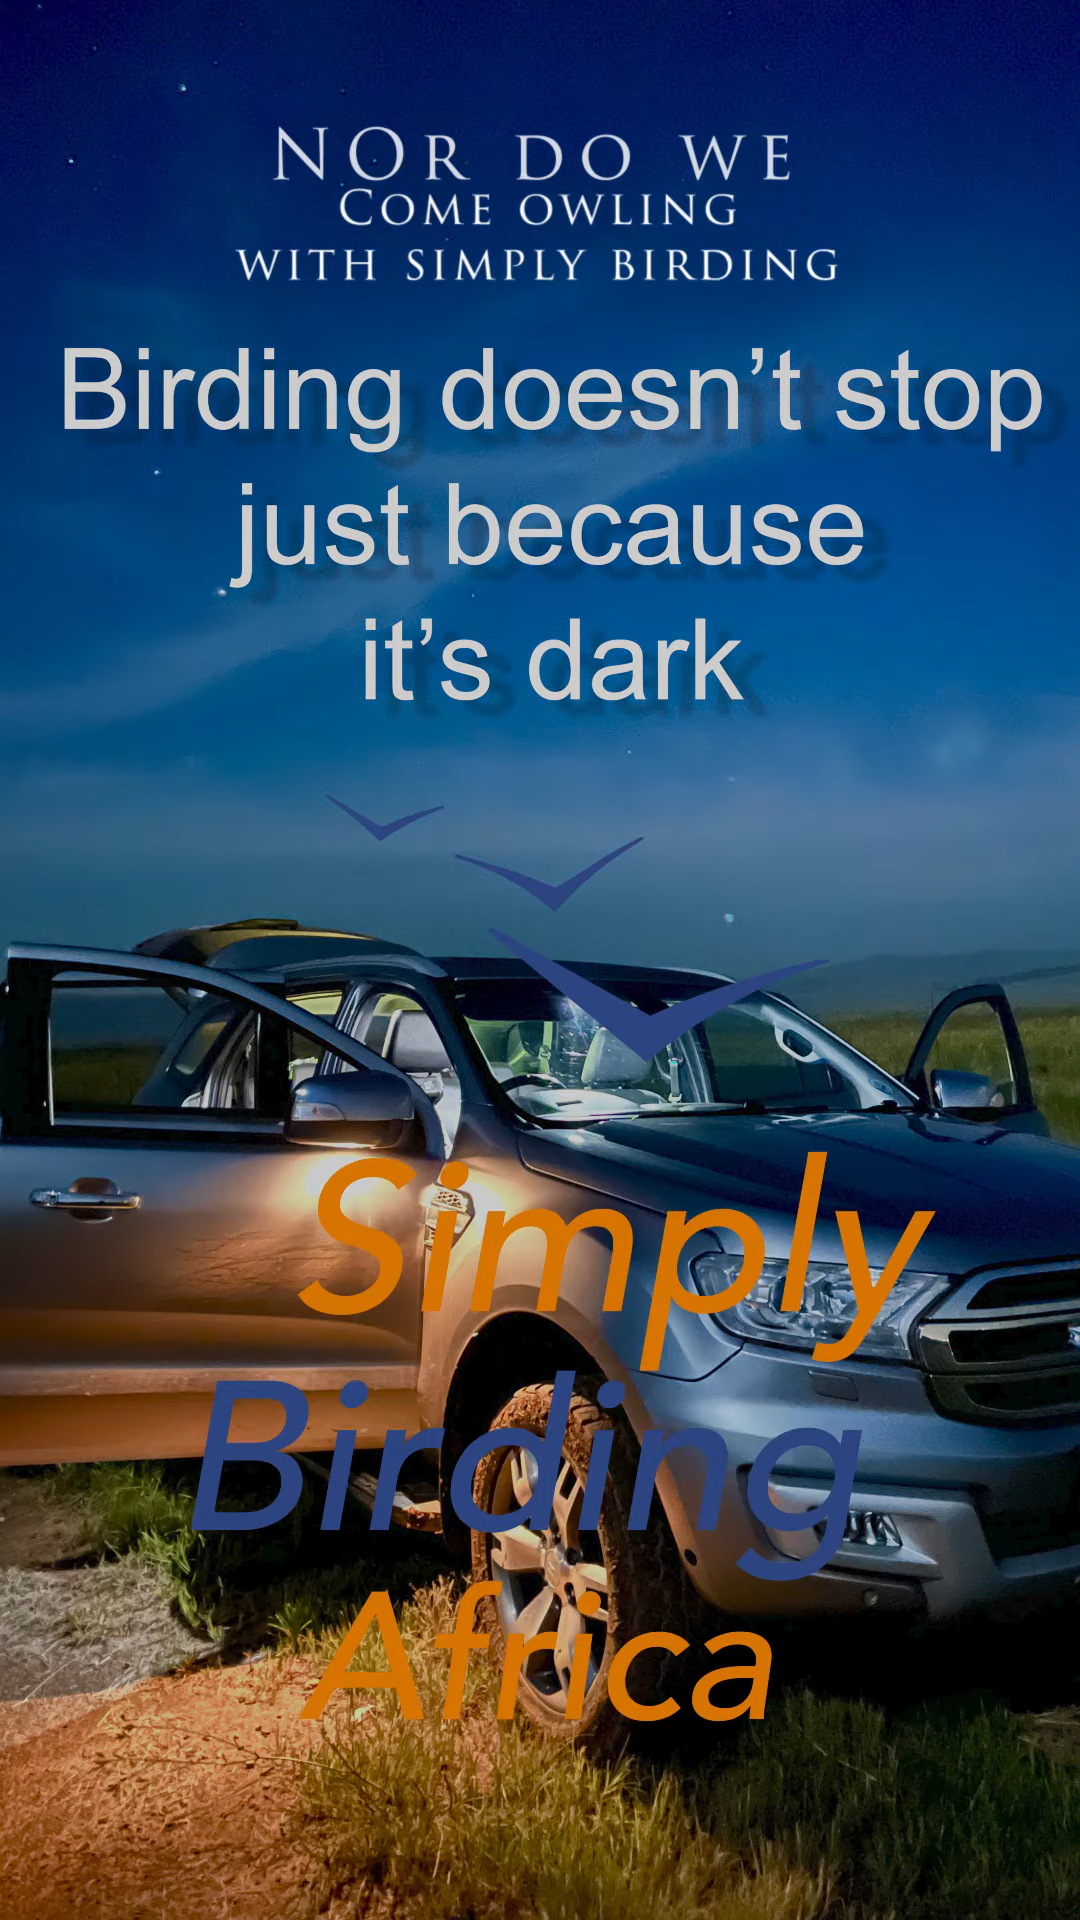 NOR DO WE
COME OWLING
WITH SIMPLY BIRDING
Birding doesn’t stop
just because
it’s dark
Simply
Birding
Africa